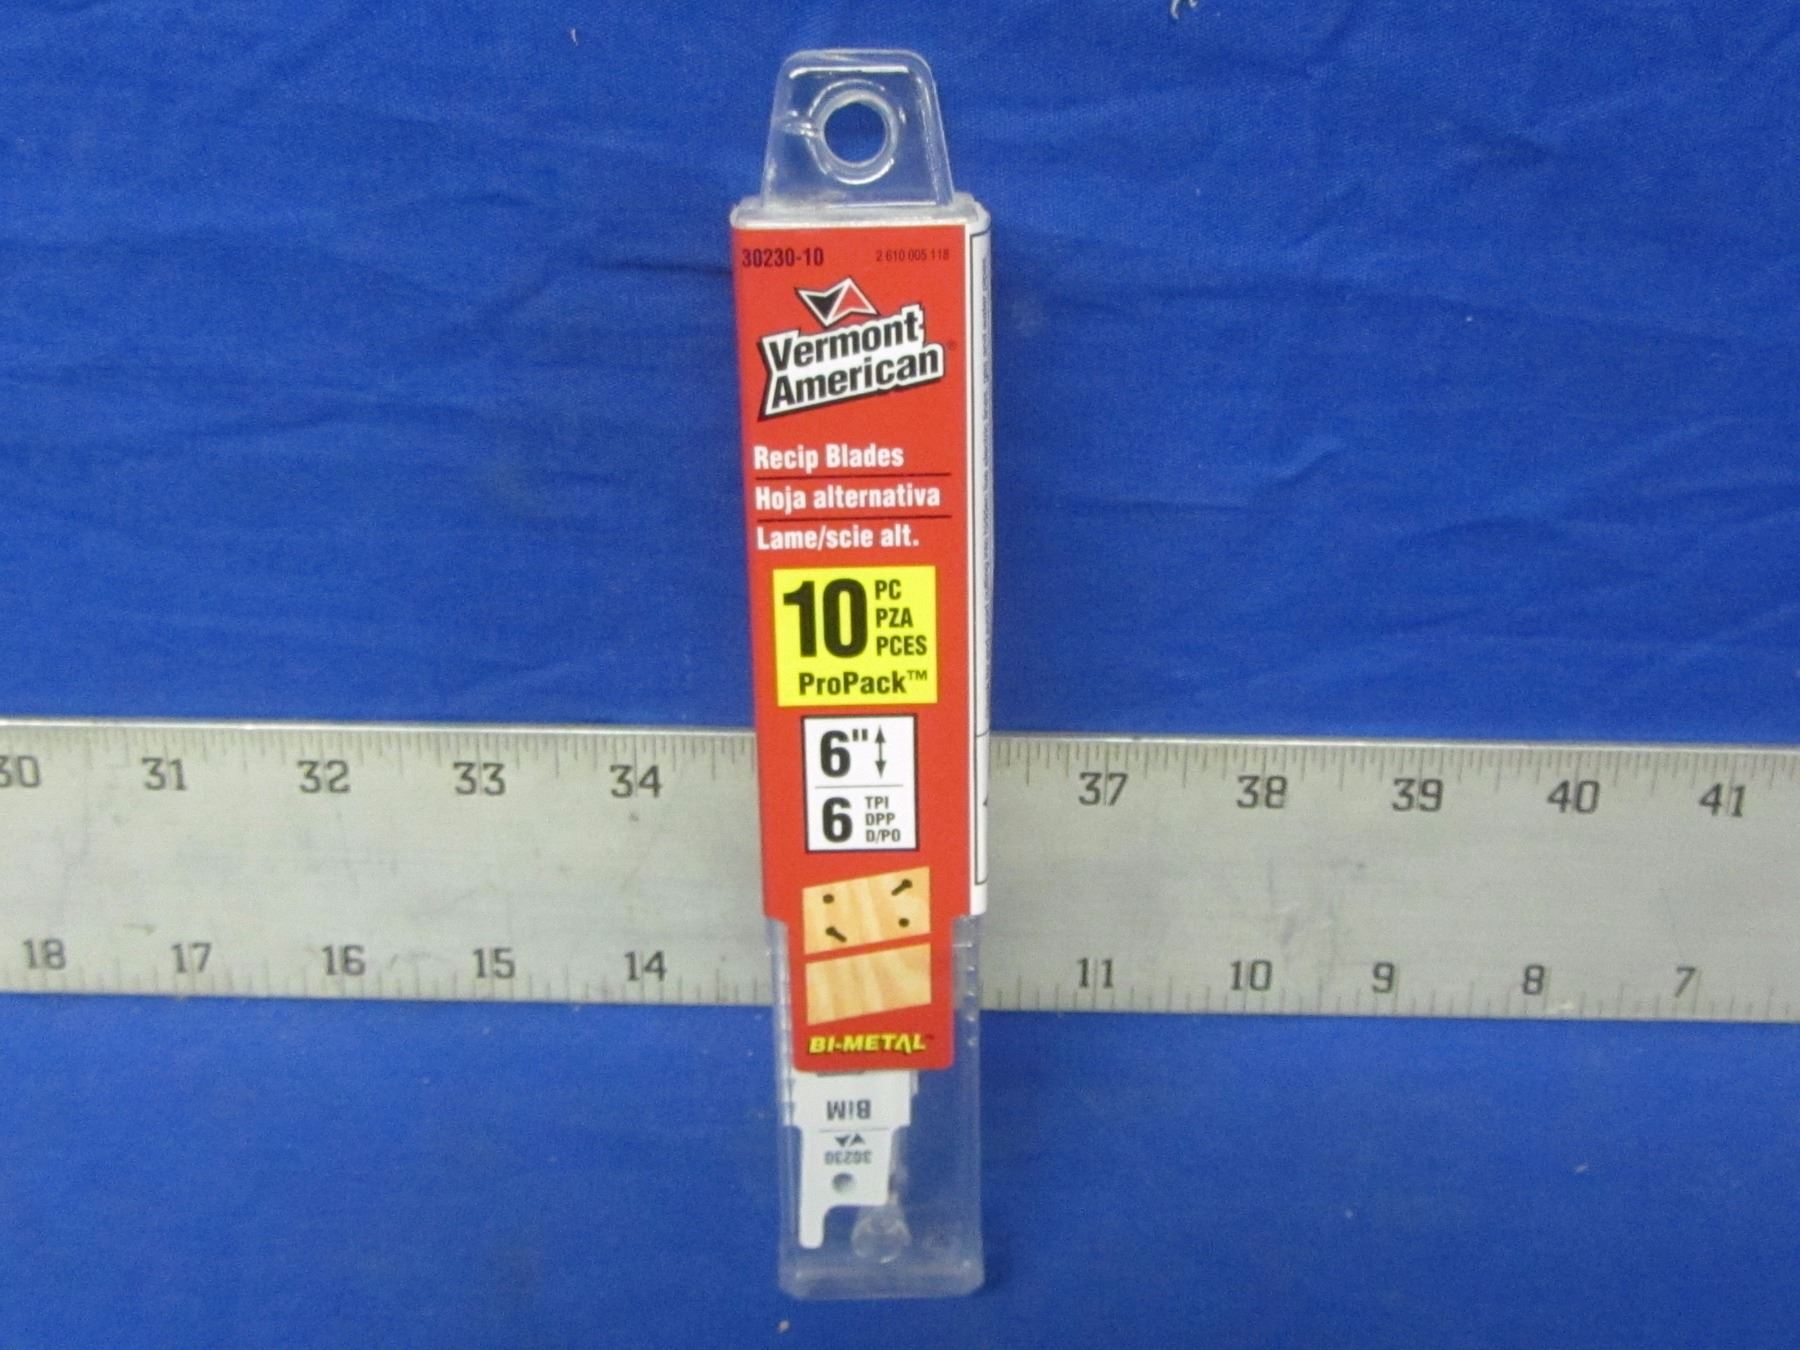 30230-10 2 610 005 118
Vermont
American®
Recip Blades
Hoja alternativa
Lame/scie alt.
10 PC
PZA
PCES
ProPack™
6"
6 TPI
DPP
D/PO
BI-METAL™
BiM
30230
30 31 32 33 34 37 38 39 40 41
18 17 16 15 14 11 10 9 8 7